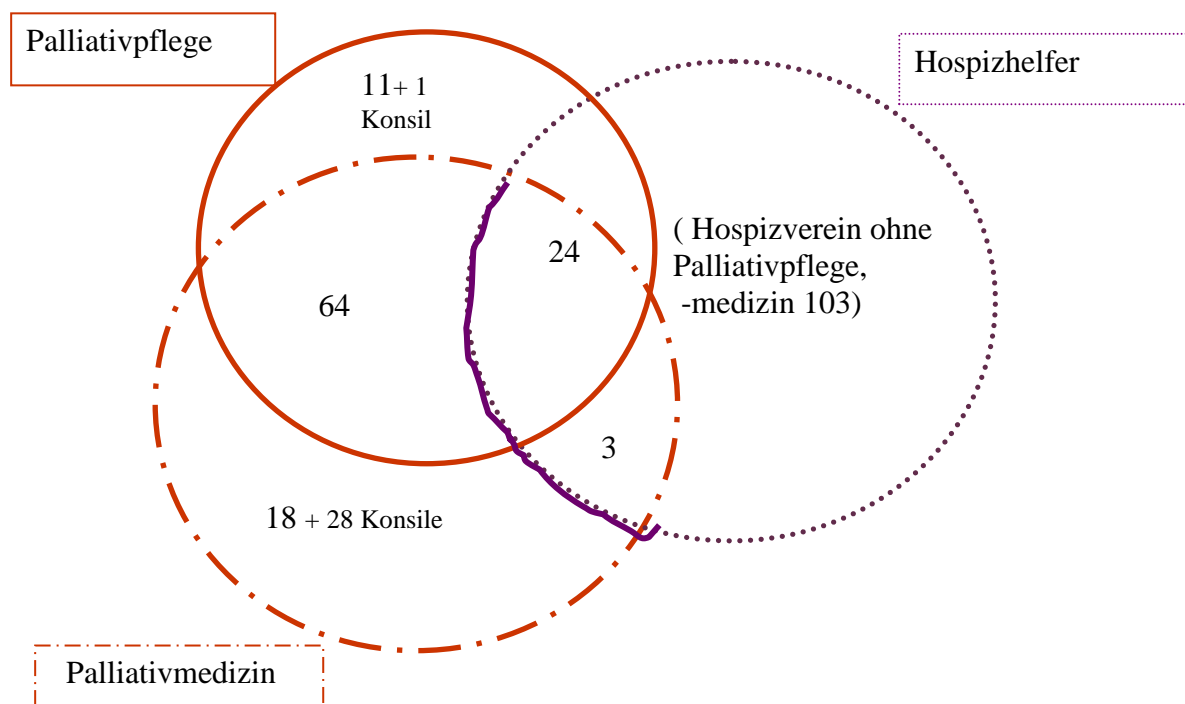 Palliativpflege
Hospizhelfer
11+ 1
Konsil
( Hospizverein ohne
Palliativpflege,
-medizin 103)
24
64
3
18 + 28 Konsile
Palliativmedizin